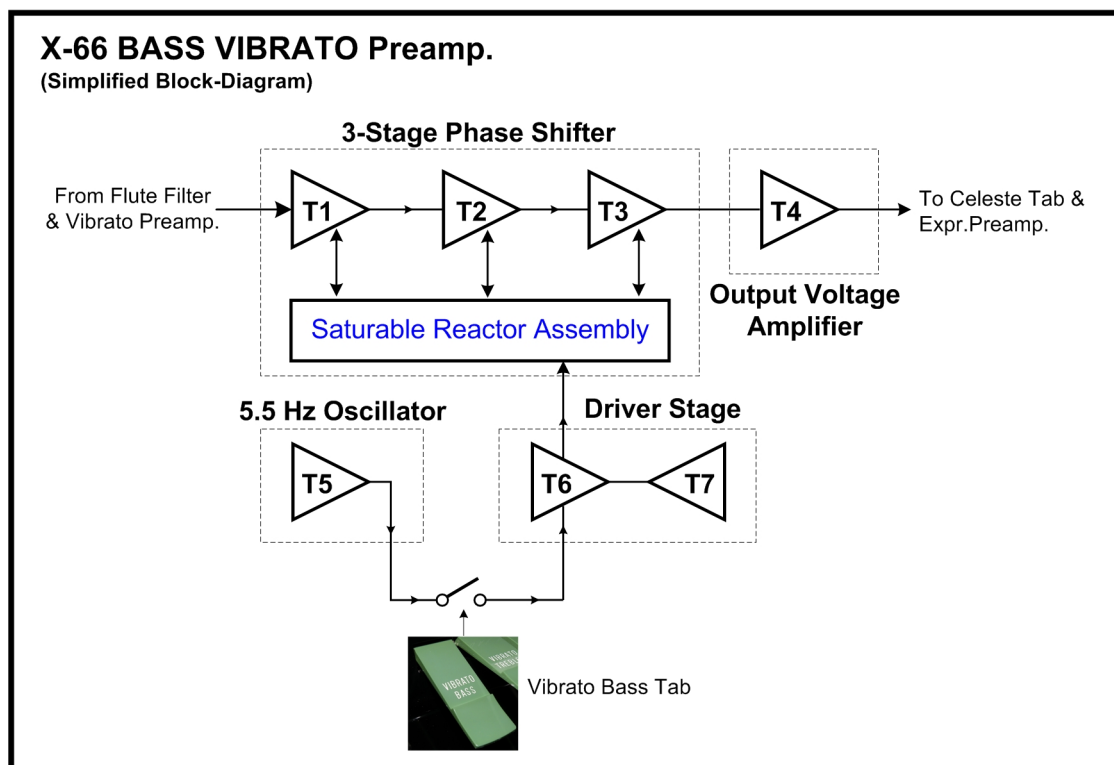 X-66 BASS VIBRATO Preamp.
(Simplified Block-Diagram)
3-Stage Phase Shifter
From Flute Filter
& Vibrato Preamp.
T1
T2
T3
T4
To Celeste Tab &
Expr.Preamp.
Saturable Reactor Assembly
Output Voltage
Amplifier
5.5 Hz Oscillator
Driver Stage
T5
T6
T7
VIBRATO
BASS
VIBRATO
TREBLE
Vibrato Bass Tab